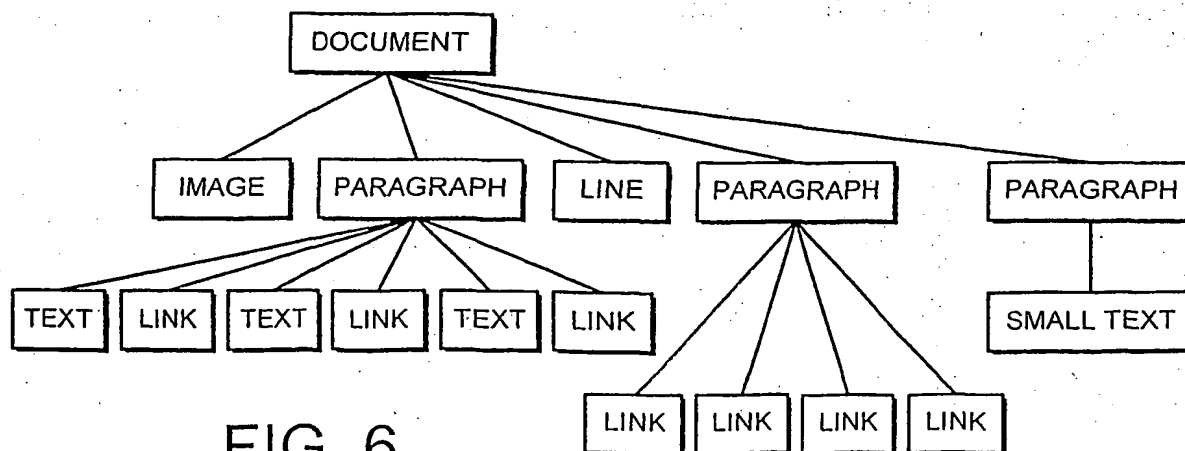 DOCUMENT
IMAGE PARAGRAPH LINE PARAGRAPH PARAGRAPH
TEXT LINK TEXT LINK TEXT LINK SMALL TEXT
LINK LINK LINK LINK
FIG. 6